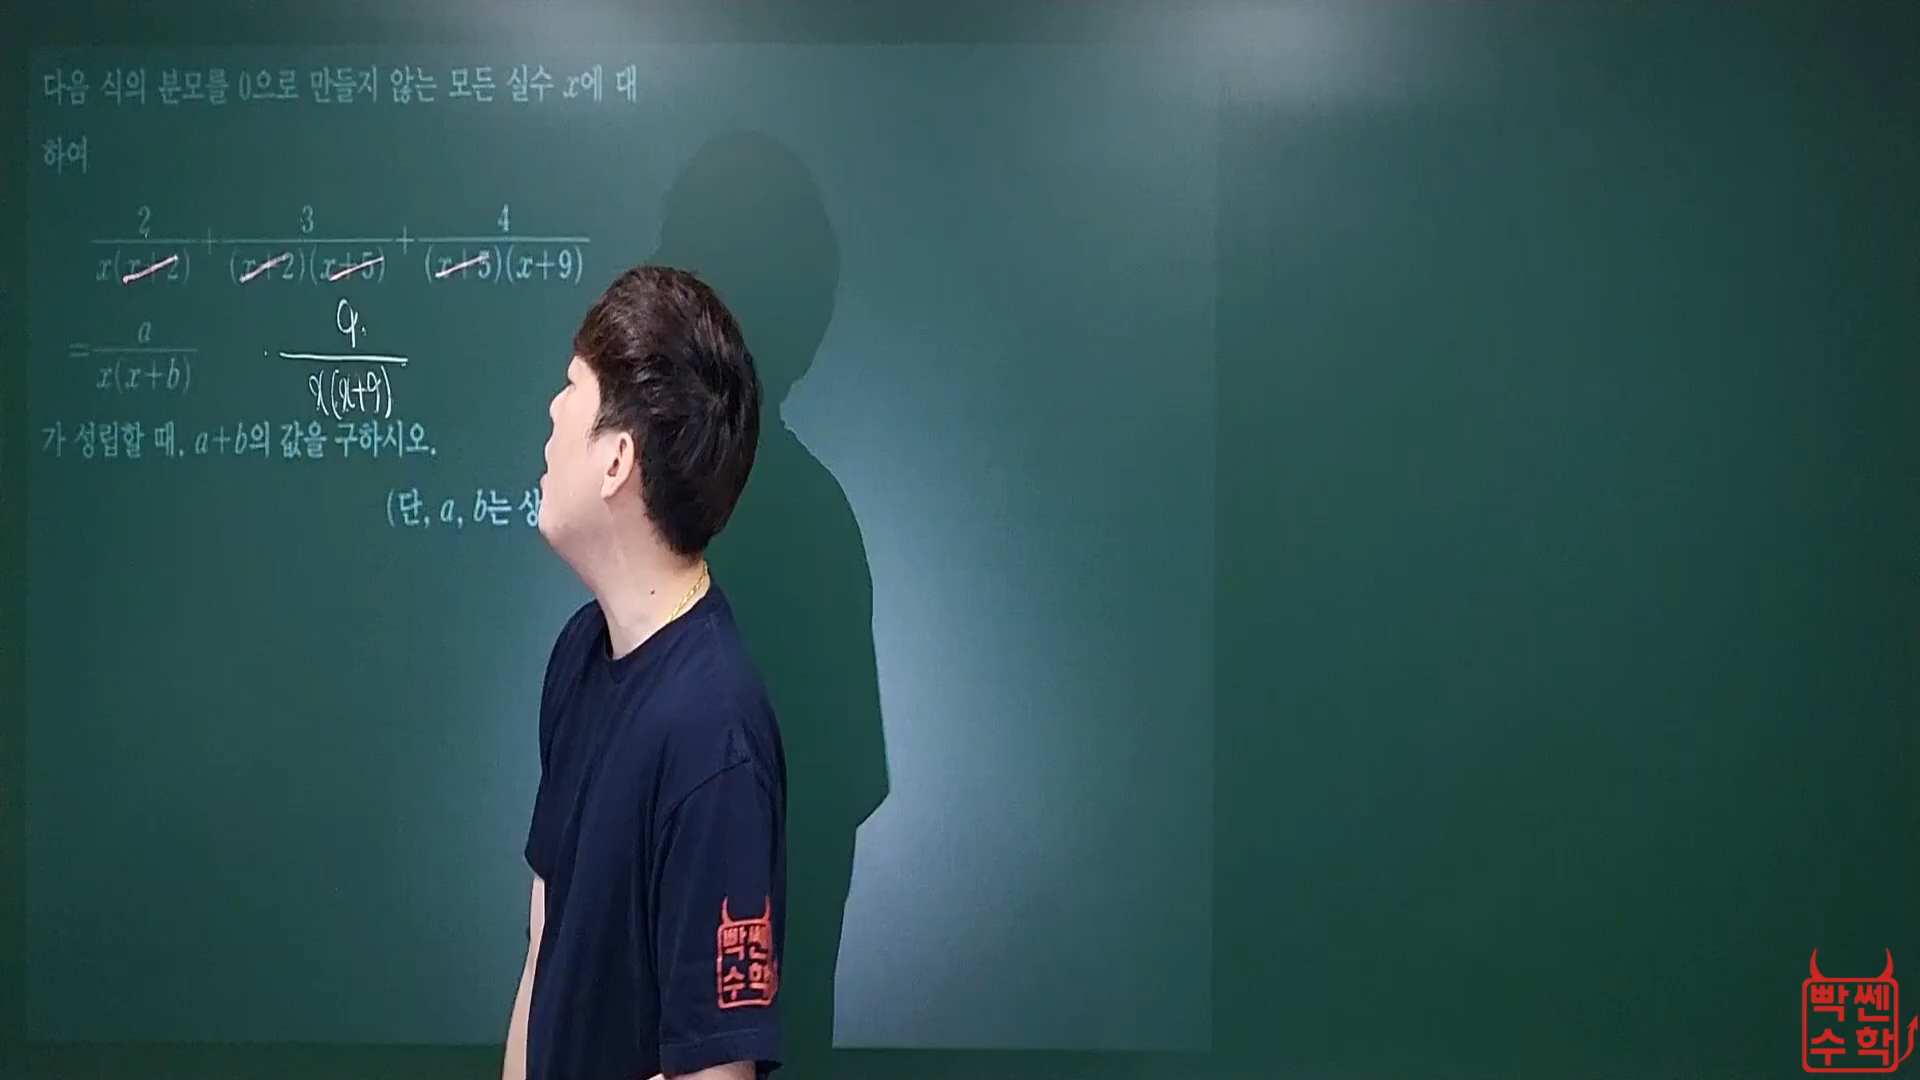 다음 식의 분모를 0으로 만들지 않는 모든 실수 x에 대
하여
2/x(x+2) + 3/(x+2)(x+5) + 4/(x+5)(x+9)
= a/x(x+b)
9/x(x+9)
가 성립할 때, a+b의 값을 구하시오.
(단, a, b는 상
빡쎈
수학
빡쎈
수학